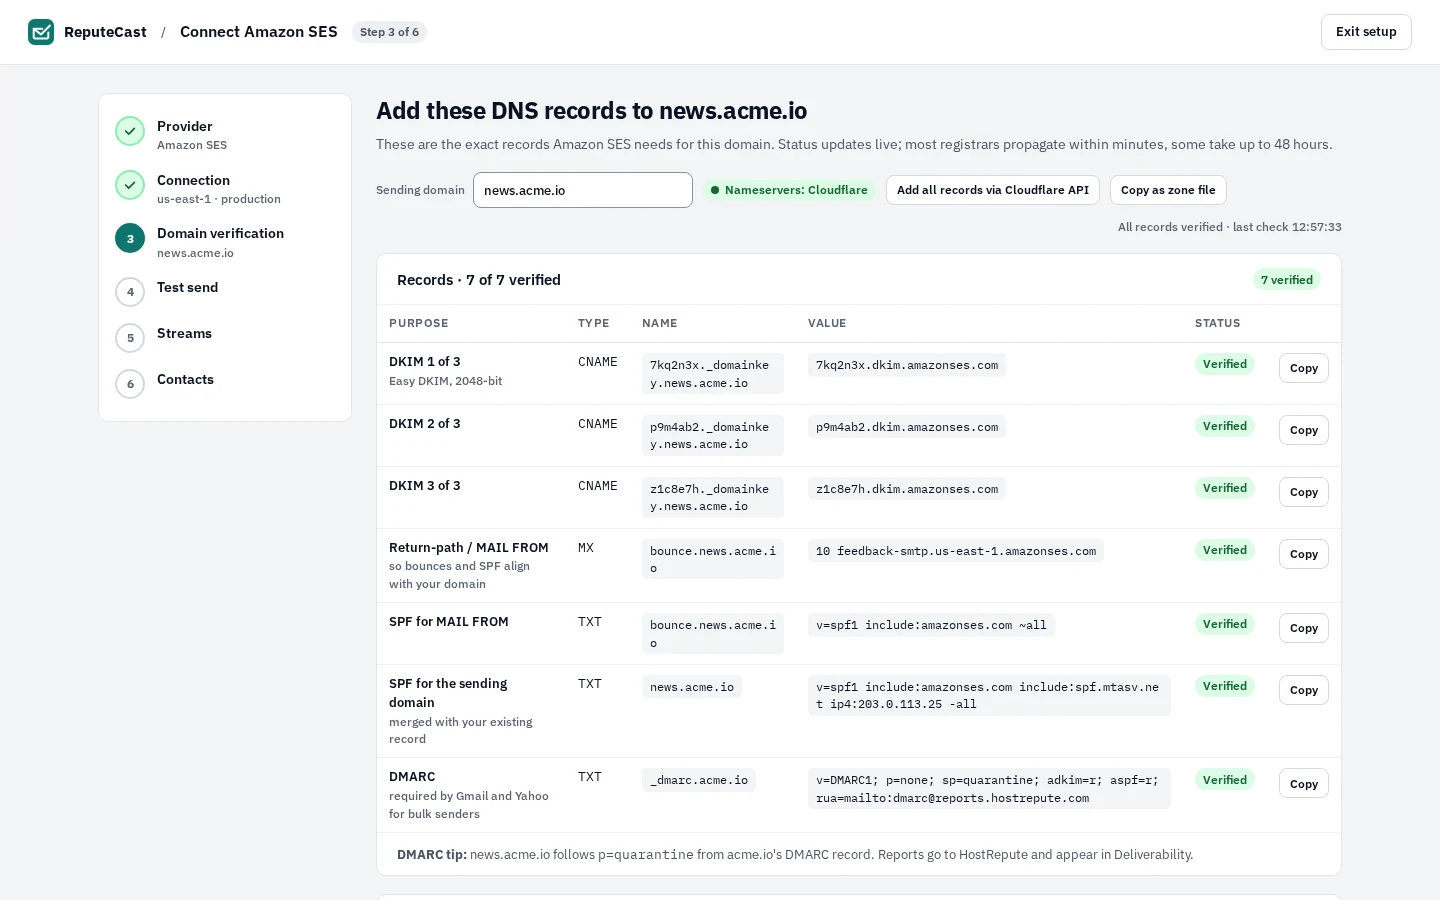 ReputeCast / Connect Amazon SES Step 3 of 6 Exit setup
Provider
Amazon SES
Connection
us-east-1 · production
3 Domain verification
news.acme.io
4 Test send
5 Streams
6 Contacts
Add these DNS records to news.acme.io
These are the exact records Amazon SES needs for this domain. Status updates live; most registrars propagate within minutes, some take up to 48 hours.
Sending domain news.acme.io Nameservers: Cloudflare Add all records via Cloudflare API Copy as zone file
All records verified · last check 12:57:33
Records · 7 of 7 verified 7 verified
PURPOSE TYPE NAME VALUE STATUS
DKIM 1 of 3 CNAME 7kq2n3x._domainke 7kq2n3x.dkim.amazonses.com Verified Copy
Easy DKIM, 2048-bit y.news.acme.io
DKIM 2 of 3 CNAME p9m4ab2._domainke p9m4ab2.dkim.amazonses.com Verified Copy
y.news.acme.io
DKIM 3 of 3 CNAME z1c8e7h._domainke z1c8e7h.dkim.amazonses.com Verified Copy
y.news.acme.io
Return-path / MAIL FROM MX bounce.news.acme.i 10 feedback-smtp.us-east-1.amazonses.com Verified Copy
so bounces and SPF align o
with your domain
SPF for MAIL FROM TXT bounce.news.acme.i v=spf1 include:amazonses.com ~all Verified Copy
o
SPF for the sending TXT news.acme.io v=spf1 include:amazonses.com include:spf.mtasv.ne Verified Copy
domain t ip4:203.0.113.25 -all
merged with your existing
record
DMARC TXT _dmarc.acme.io v=DMARC1; p=none; sp=quarantine; adkim=r; aspf=r; Verified Copy
required by Gmail and Yahoo rua=mailto:dmarc@reports.hostrepute.com
for bulk senders
DMARC tip: news.acme.io follows p=quarantine from acme.io's DMARC record. Reports go to HostRepute and appear in Deliverability.